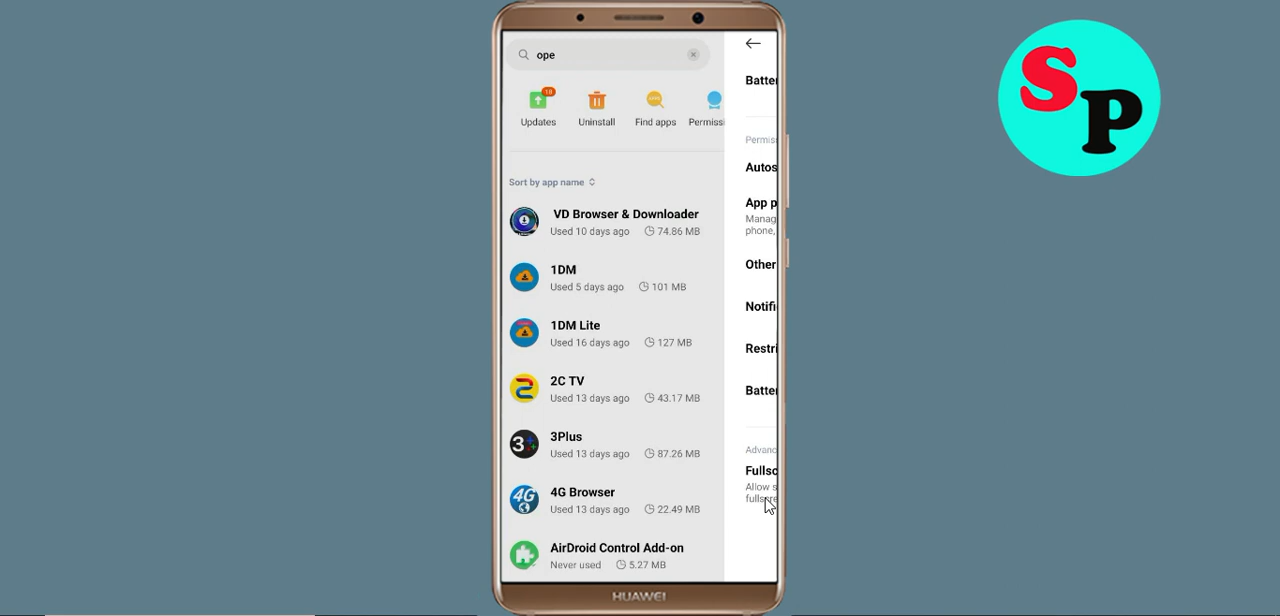 ope
Updates
18
Uninstall
Find apps
Permissi
Sort by app name
VD Browser & Downloader
Used 10 days ago 74.86 MB
1DM
Used 5 days ago 101 MB
1DM Lite
Used 16 days ago 127 MB
2C TV
Used 13 days ago 43.17 MB
3Plus
Used 13 days ago 87.26 MB
4G Browser
Used 13 days ago 22.49 MB
AirDroid Control Add-on
Never used 5.27 MB
Batter
Permiss
Autos
App p
Manag
phone,
Other
Notifi
Restri
Batter
Advanc
Fullsc
Allow s
HUAWEI
SP